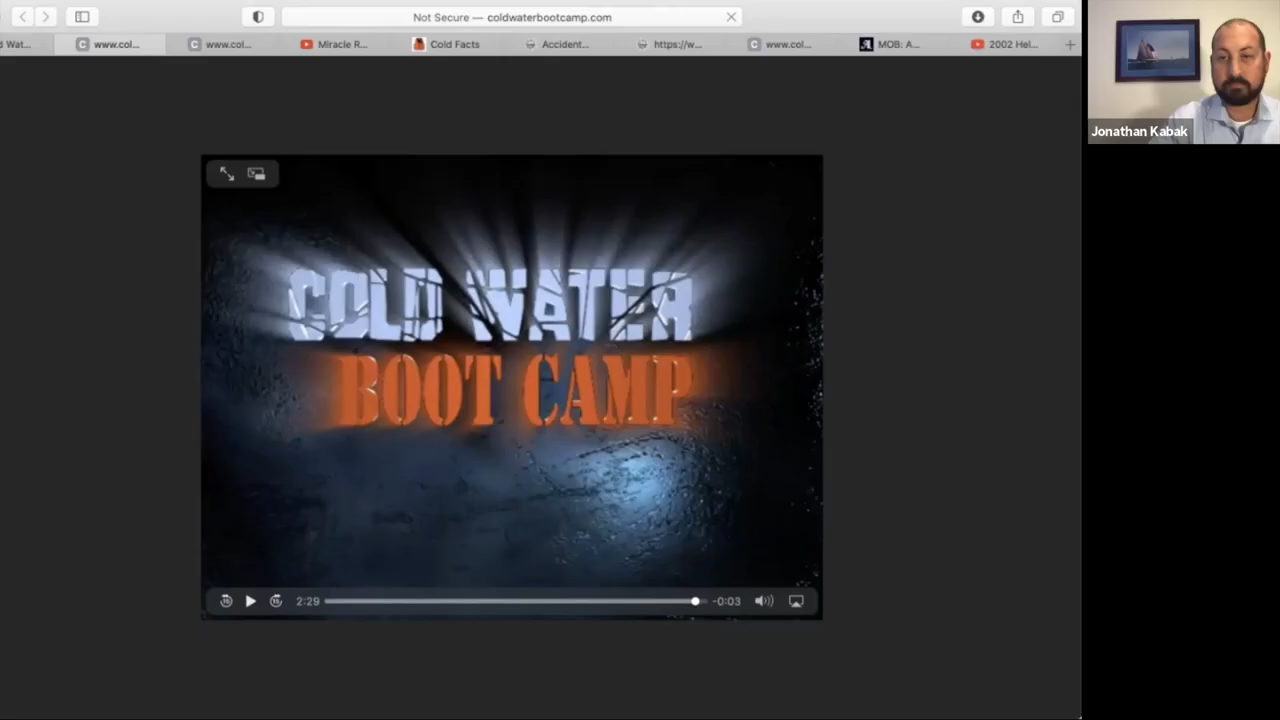 Not Secure — coldwaterbootcamp.com
d Wat...
www.col...
www.col...
Miracle R...
Cold Facts
Accident...
https://w...
www.col...
MOB: A...
2002 Hel...
Jonathan Kabak
COLD WATER
BOOT CAMP
2:29
-0:03